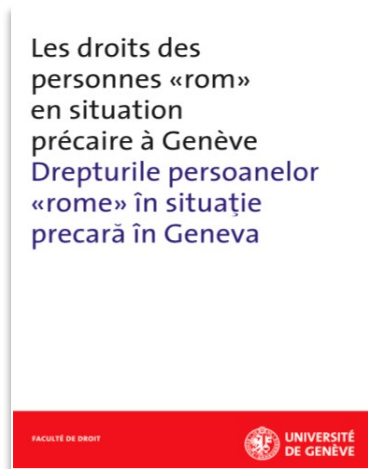 Les droits des
personnes «rom»
en situation
précaire à Genève
Drepturile persoanelor
«rome» în situație
precară în Geneva
FACULTÉ DE DROIT
UNIVERSITÉ
DE GENÈVE